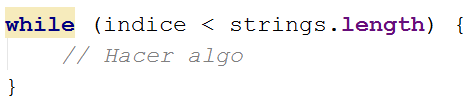 while (indice < strings.length) {
    // Hacer algo
}